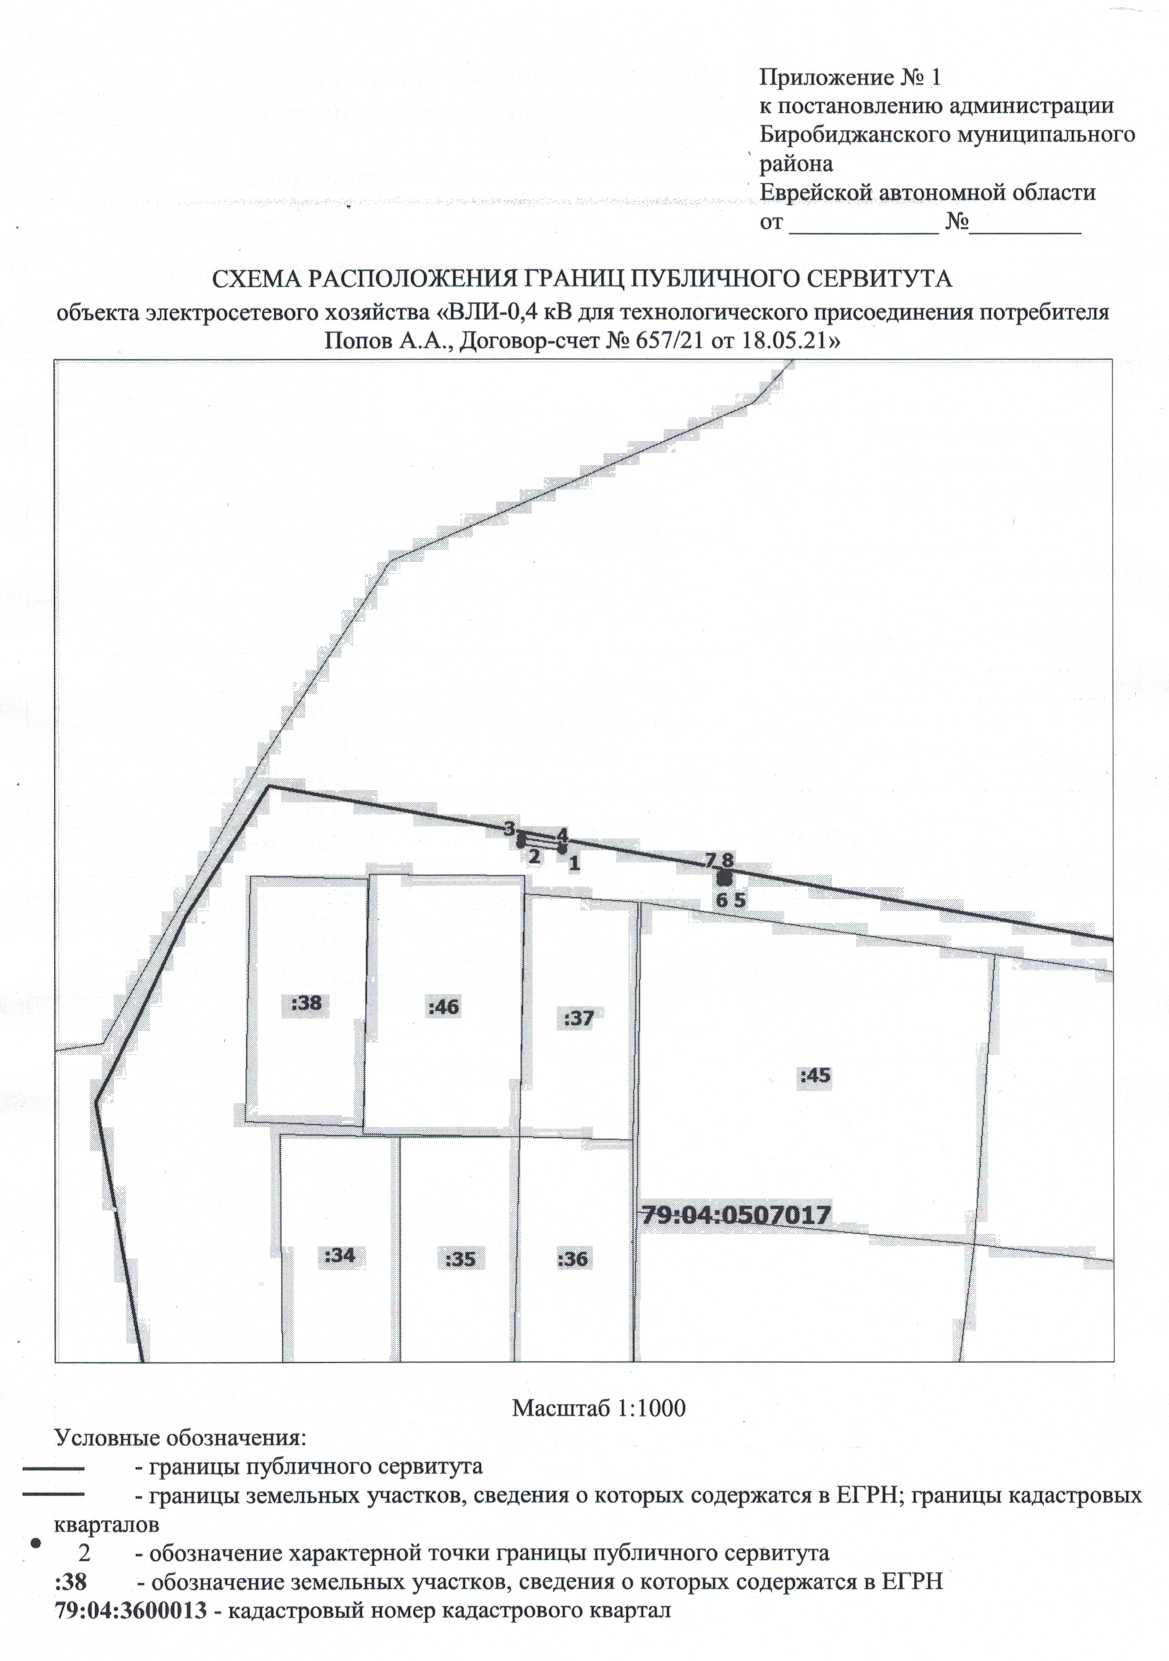 Приложение № 1
к постановлению администрации
Биробиджанского муниципального
района
Еврейской автономной области
от ____________ №_________
СХЕМА РАСПОЛОЖЕНИЯ ГРАНИЦ ПУБЛИЧНОГО СЕРВИТУТА
объекта электросетевого хозяйства «ВЛИ-0,4 кВ для технологического присоединения потребителя
Попов А.А., Договор-счет № 657/21 от 18.05.21»
3 4
2 1
7 8
6 5
:38 :46 :37
:45
79:04:0507017
:34 :35 :36
Масштаб 1:1000
Условные обозначения:
- границы публичного сервитута
- границы земельных участков, сведения о которых содержатся в ЕГРН; границы кадастровых
кварталов
2 - обозначение характерной точки границы публичного сервитута
:38 - обозначение земельных участков, сведения о которых содержатся в ЕГРН
79:04:3600013 - кадастровый номер кадастрового квартал